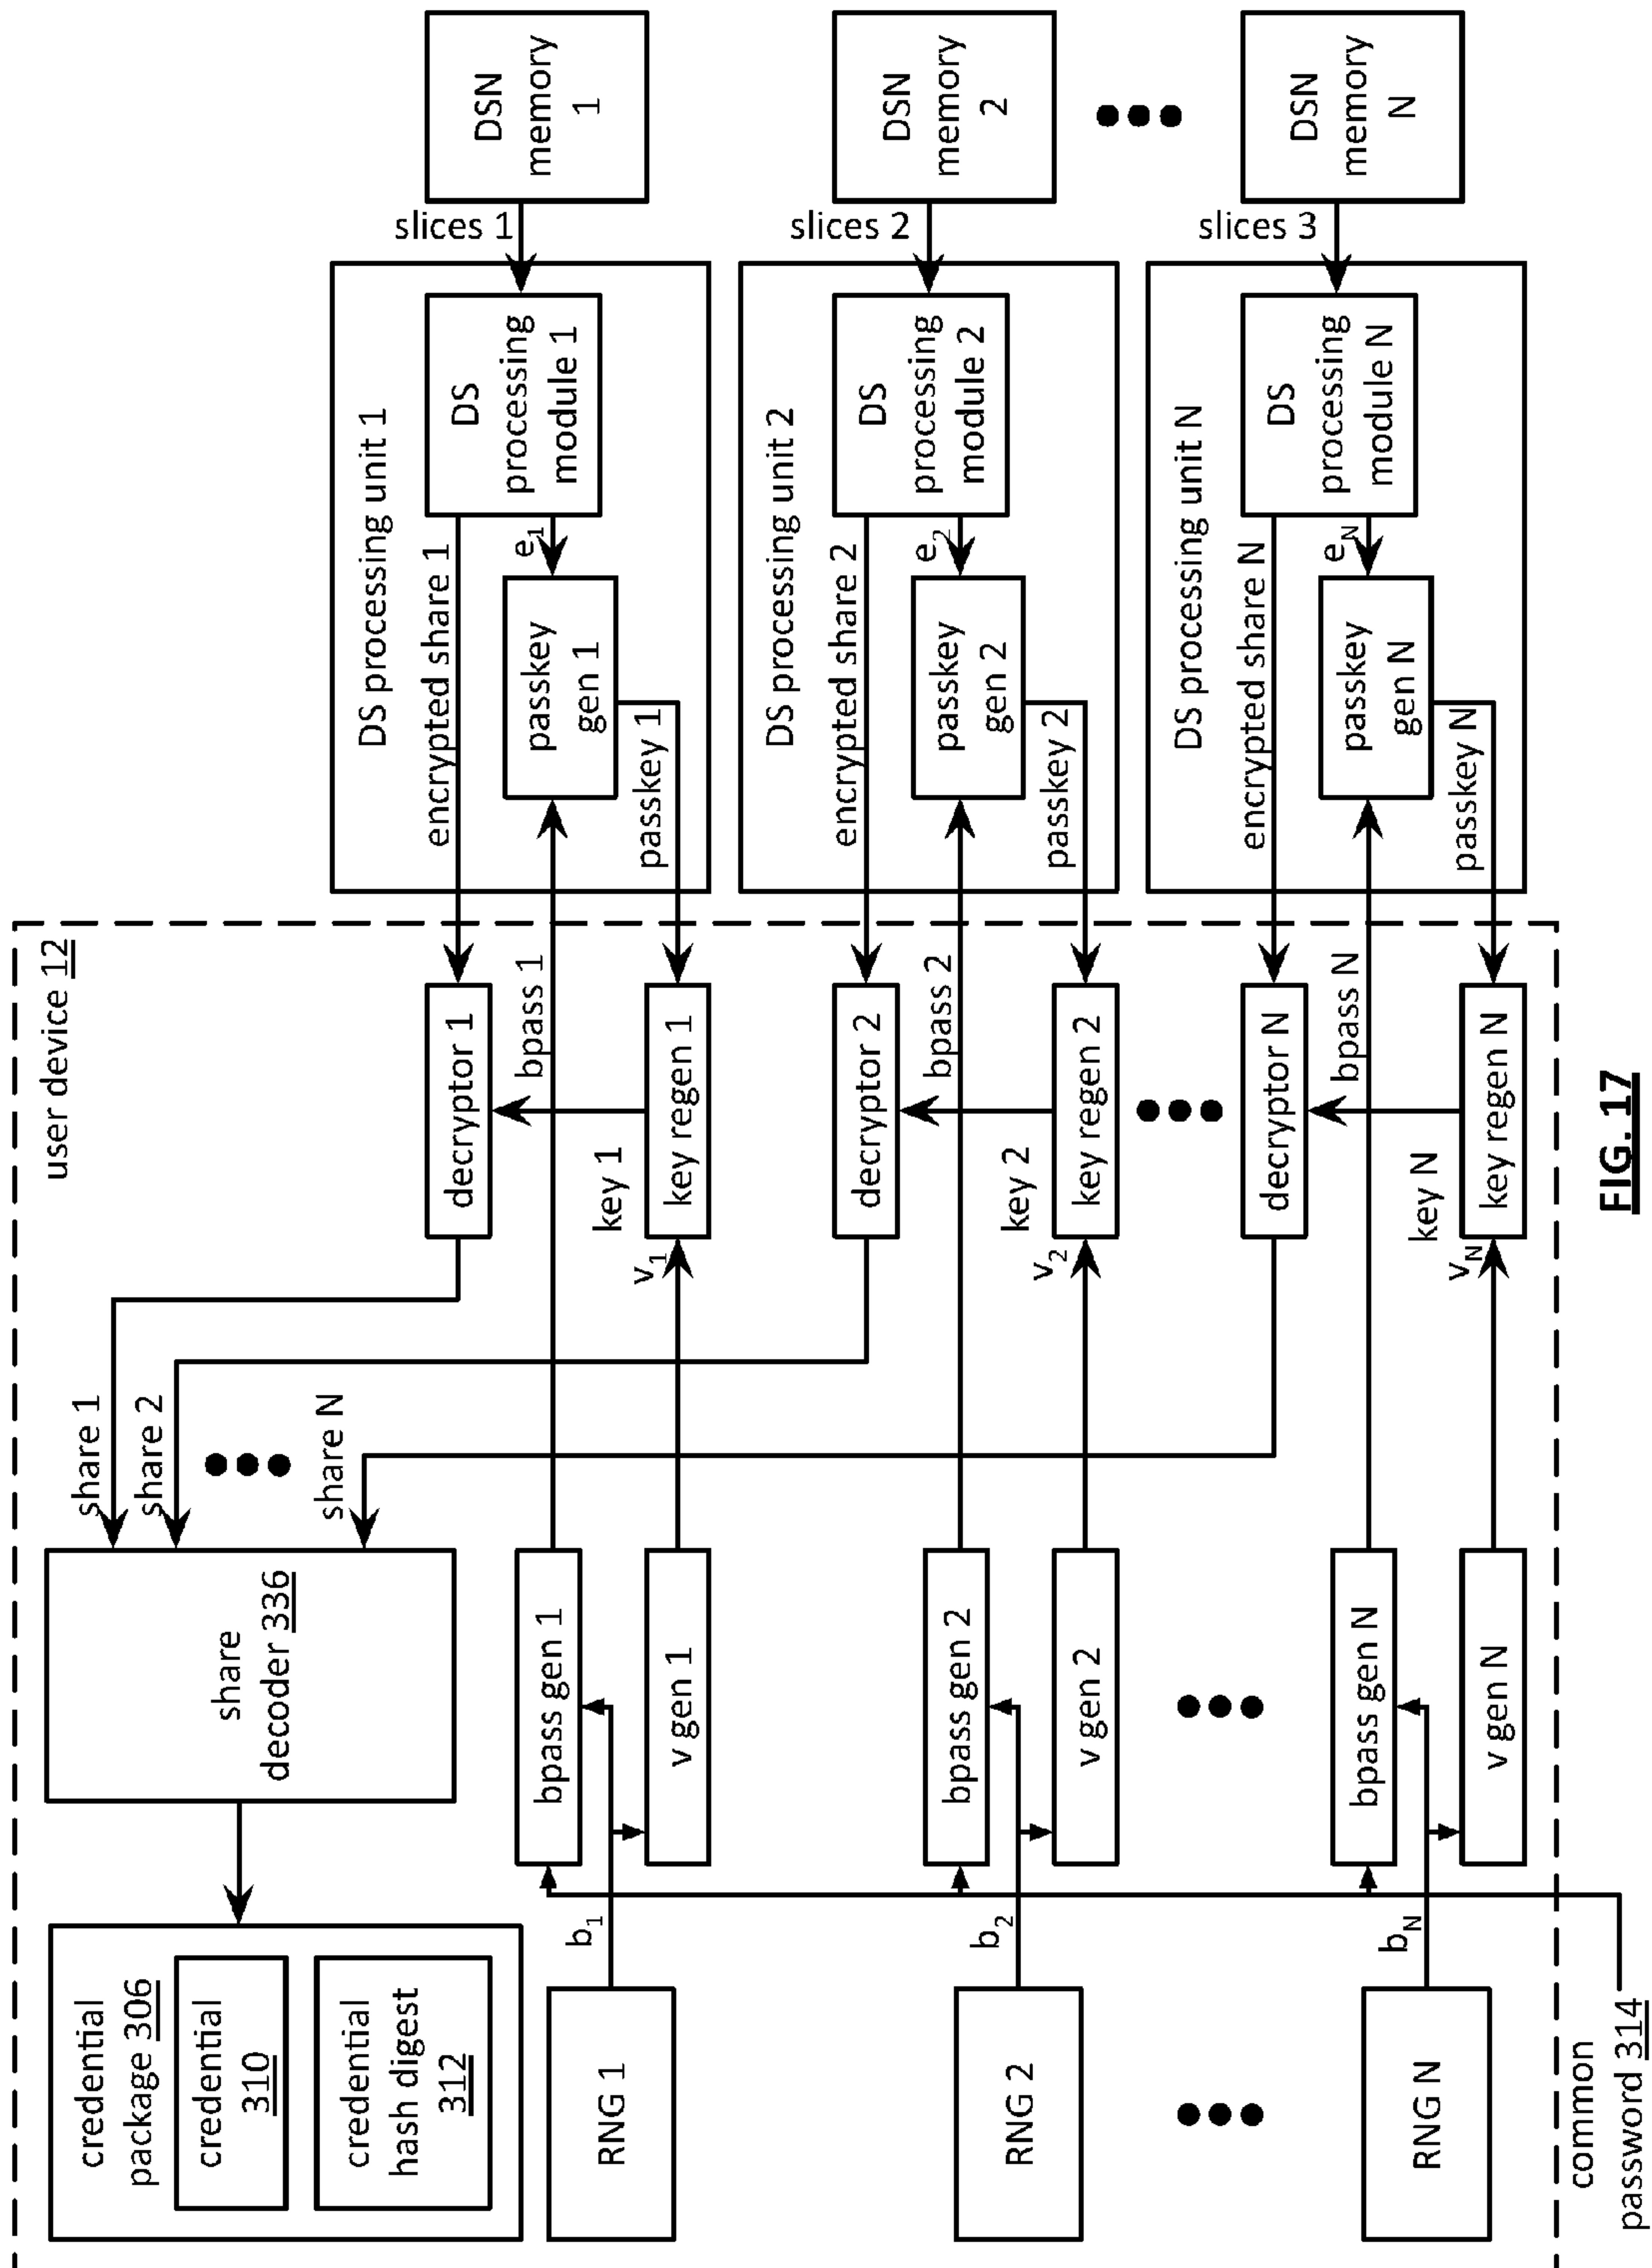 user device 12
credential
package 306
credential
310
credential
hash digest
312
share
decoder 336
share 1
share 2
share N
RNG 1
b1
bpass gen 1
v gen 1
v1
key 1
decryptor 1
bpass 1
key regen 1
DS processing unit 1
encrypted share 1
passkey
gen 1
passkey 1
e1
DS
processing
module 1
slices 1
DSN
memory
1
RNG 2
b2
bpass gen 2
v gen 2
v2
key 2
decryptor 2
bpass 2
key regen 2
DS processing unit 2
encrypted share 2
passkey
gen 2
passkey 2
e2
DS
processing
module 2
slices 2
DSN
memory
2
RNG N
bN
bpass gen N
v gen N
vN
key N
decryptor N
bpass N
key regen N
DS processing unit N
encrypted share N
passkey
gen N
passkey N
eN
DS
processing
module N
slices 3
DSN
memory
N
common
password 314
FIG. 17